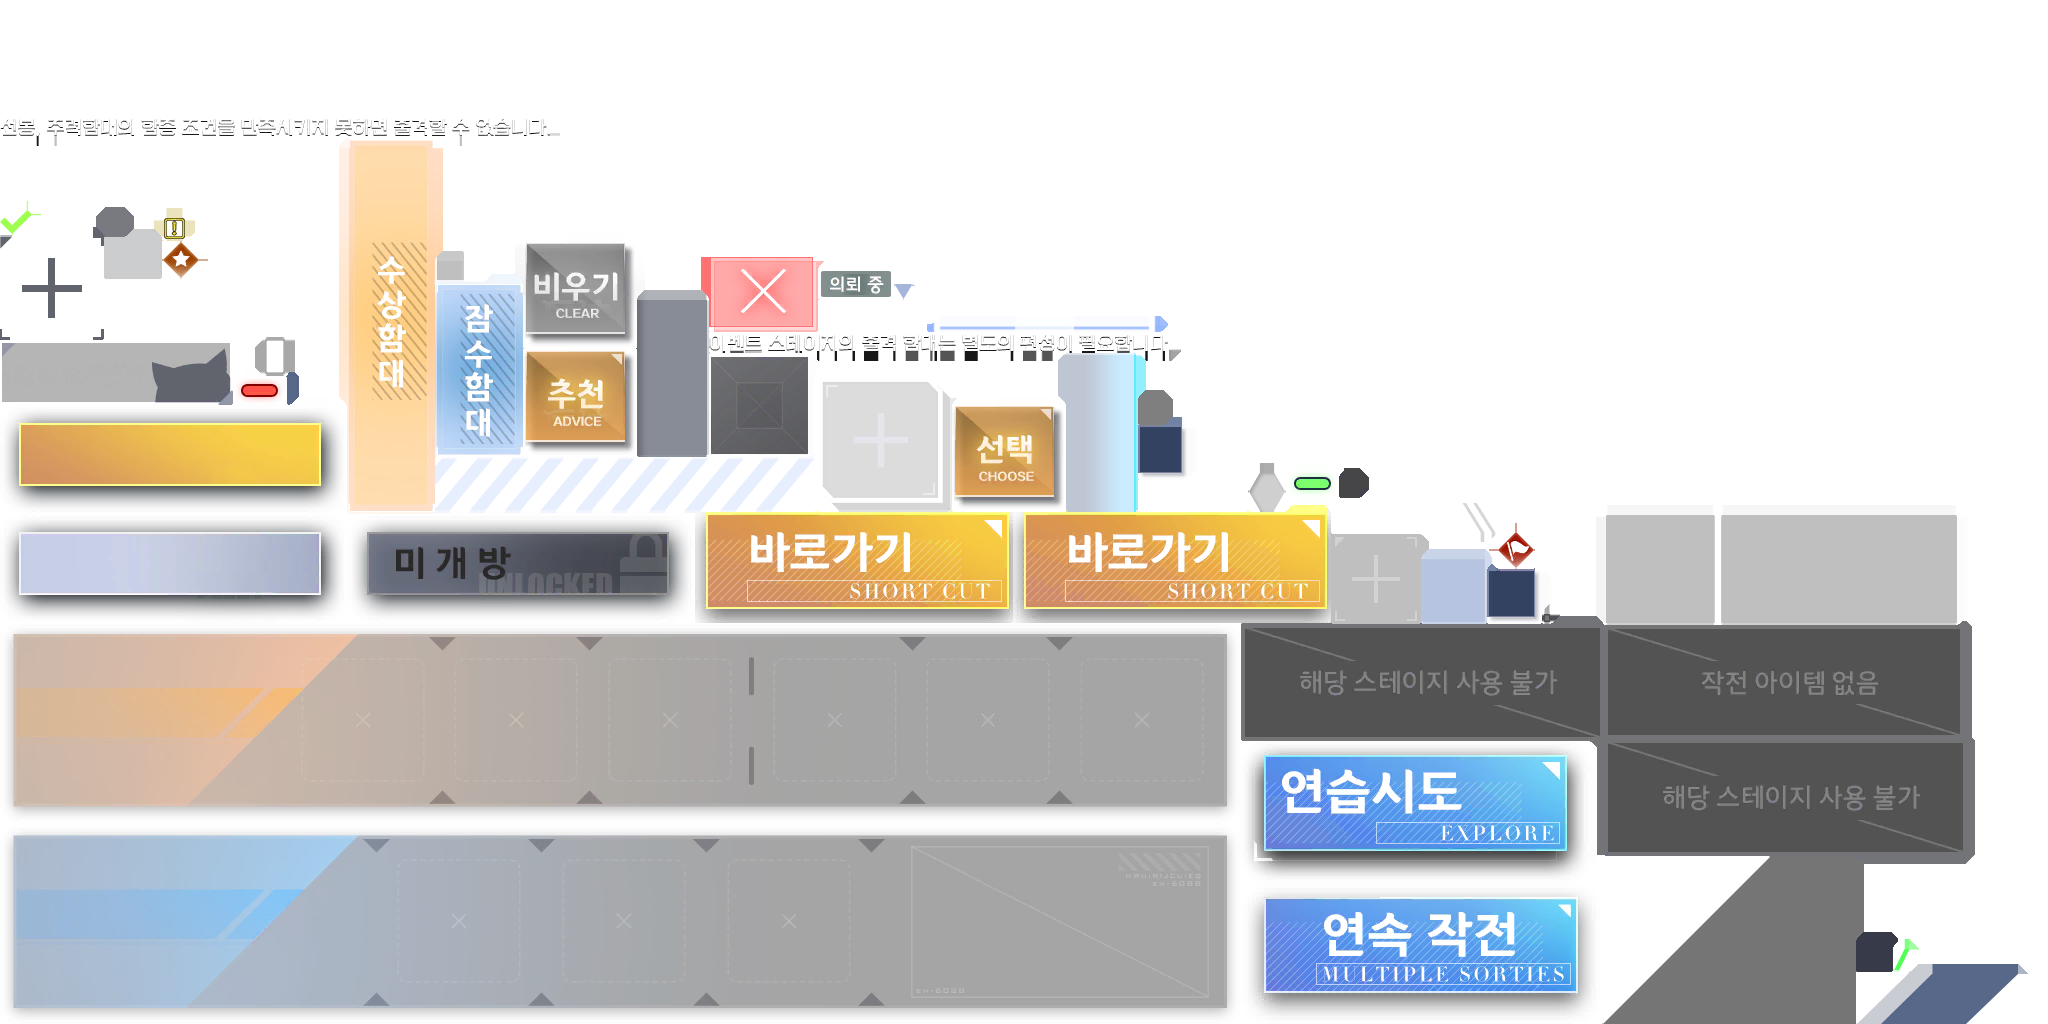 선봉, 주력함대의 함종 조건을 만족시키지 못하면 출격할 수 없습니다.
수상함대
잠수함대
비우기
CLEAR
추천
ADVICE
의뢰 중
이벤트 스테이지의 출격 함대는 별도의 편성이 필요합니다
선택
CHOOSE
미개방
UNLOCKED
바로가기
SHORT CUT
바로가기
SHORT CUT
해당 스테이지 사용 불가
작전 아이템 없음
해당 스테이지 사용 불가
연습시도
EXPLORE
연속 작전
MULTIPLE SORTIES